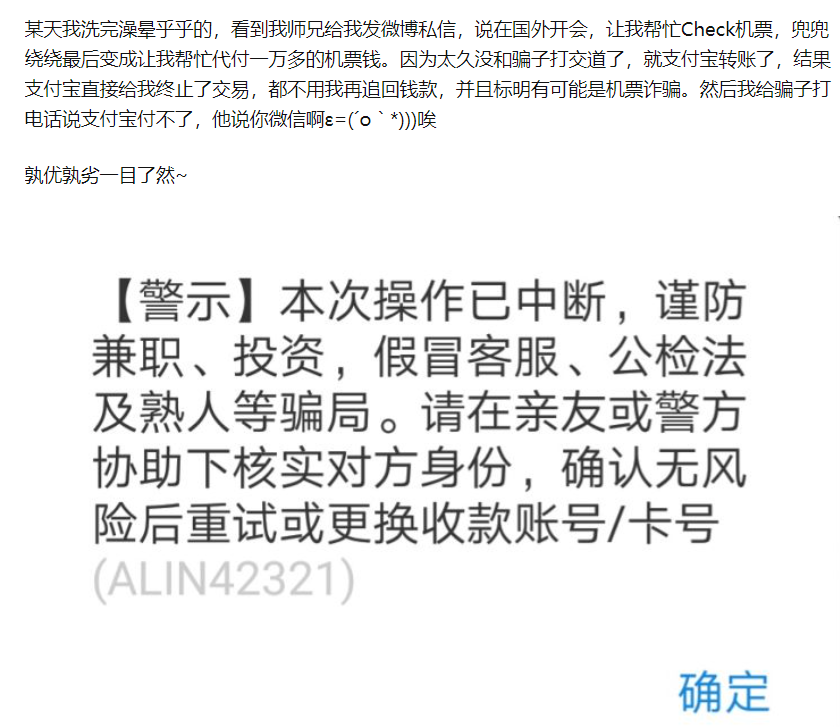 某天我洗完澡晕乎乎的，看到我师兄给我发微博私信，说在国外开会，让我帮忙Check机票，兜兜
绕绕最后变成让我帮忙代付一万多的机票钱。因为太久没和骗子打交道了，就支付宝转账了，结果
支付宝直接给我终止了交易，都不用我再追回钱款，并且标明有可能是机票诈骗。然后我给骗子打
电话说支付宝付不了，他说你微信啊ε=(´ο｀*)))唉
孰优孰劣一目了然~
【警示】本次操作已中断，谨防
兼职、投资，假冒客服、公检法
及熟人等骗局。请在亲友或警方
协助下核实对方身份，确认无风
险后重试或更换收款账号/卡号
(ALIN42321)
确定